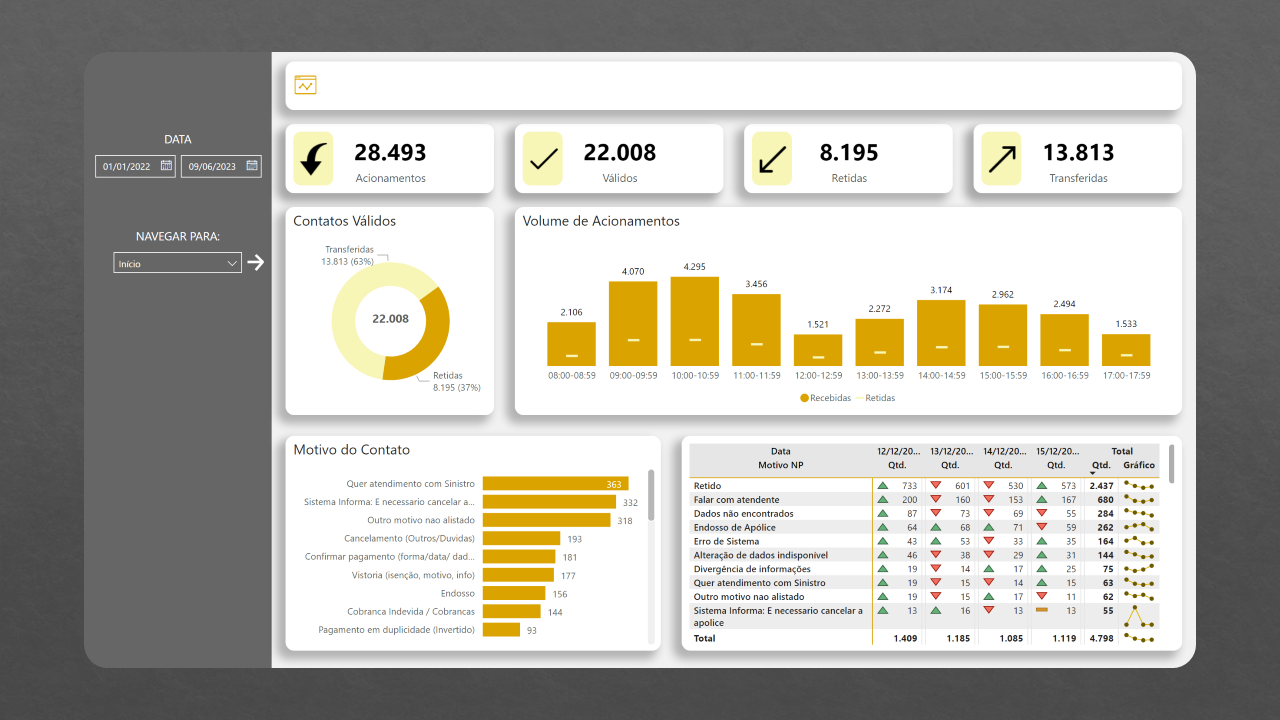 DATA
01/01/2022
09/06/2023
NAVEGAR PARA:
Início
28.493
Acionamentos
22.008
Válidos
8.195
Retidas
13.813
Transferidas
Contatos Válidos
Transferidas
13.813 (63%)
22.008
Retidas
8.195 (37%)
Volume de Acionamentos
2.106
4.070
4.295
3.456
1.521
2.272
3.174
2.962
2.494
1.533
08:00-08:59
09:00-09:59
10:00-10:59
11:00-11:59
12:00-12:59
13:00-13:59
14:00-14:59
15:00-15:59
16:00-16:59
17:00-17:59
Recebidas
Retidas
Motivo do Contato
Quer atendimento com Sinistro 363
Sistema Informa: E necessario cancelar a... 332
Outro motivo nao alistado 318
Cancelamento (Outros/Duvidas) 193
Confirmar pagamento (forma/data/ dad... 181
Vistoria (isenção, motivo, info) 177
Endosso 156
Cobranca Indevida / Cobrancas 144
Pagamento em duplicidade (Invertido) 93
Data 12/12/20... 13/12/20... 14/12/20... 15/12/20... Total
Motivo NP Qtd. Qtd. Qtd. Qtd. Qtd. Gráfico
Retido 733 601 530 573 2.437
Falar com atendente 200 160 153 167 680
Dados não encontrados 87 73 69 55 284
Endosso de Apólice 64 68 71 59 262
Erro de Sistema 43 53 33 35 164
Alteração de dados indisponível 46 38 29 31 144
Divergência de informações 19 14 17 25 75
Quer atendimento com Sinistro 19 15 14 15 63
Outro motivo nao alistado 19 15 17 11 62
Sistema Informa: E necessario cancelar a 13 16 13 13 55
apolice
Total 1.409 1.185 1.085 1.119 4.798